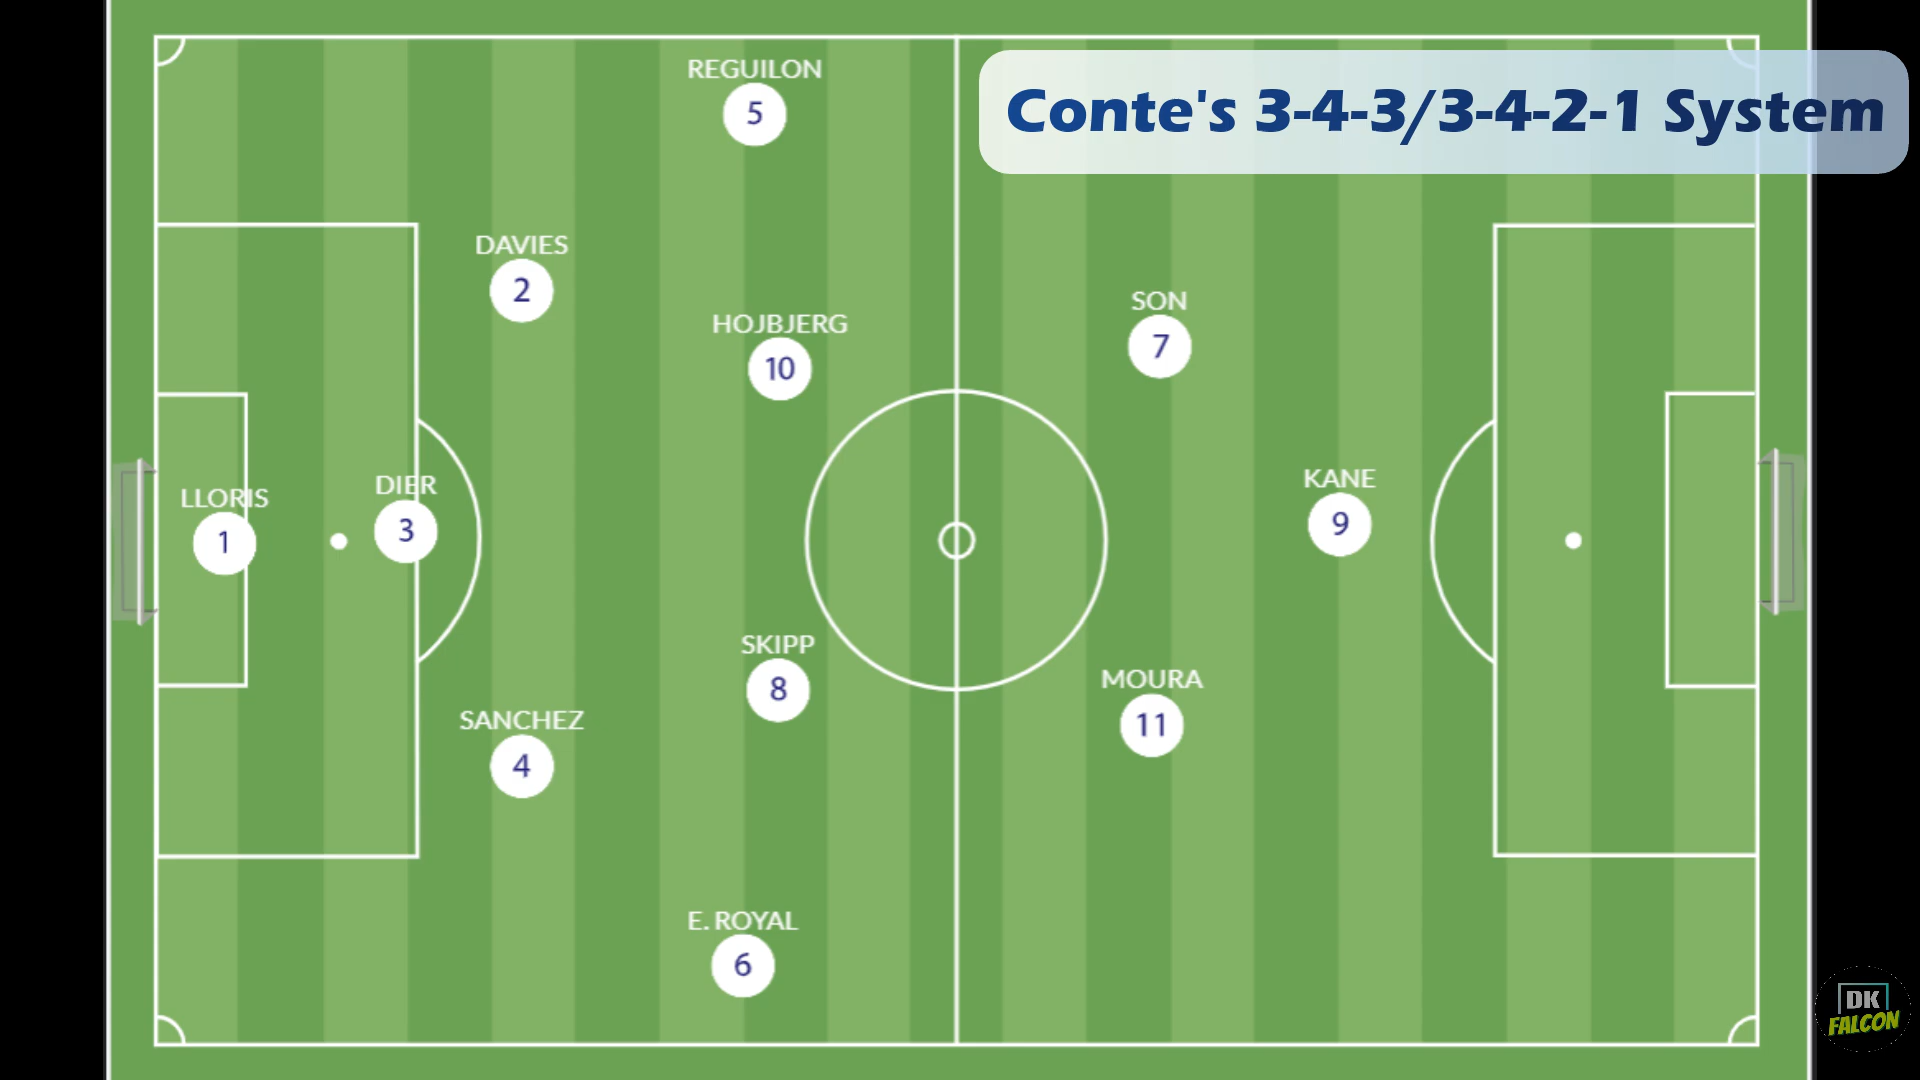 Conte's 3-4-3/3-4-2-1 System
REGUILON
5
DAVIES
2
HOJBJERG
10
SON
7
LLORIS
1
DIER
3
KANE
9
SKIPP
8
MOURA
11
SANCHEZ
4
E. ROYAL
6
DK
FALCON